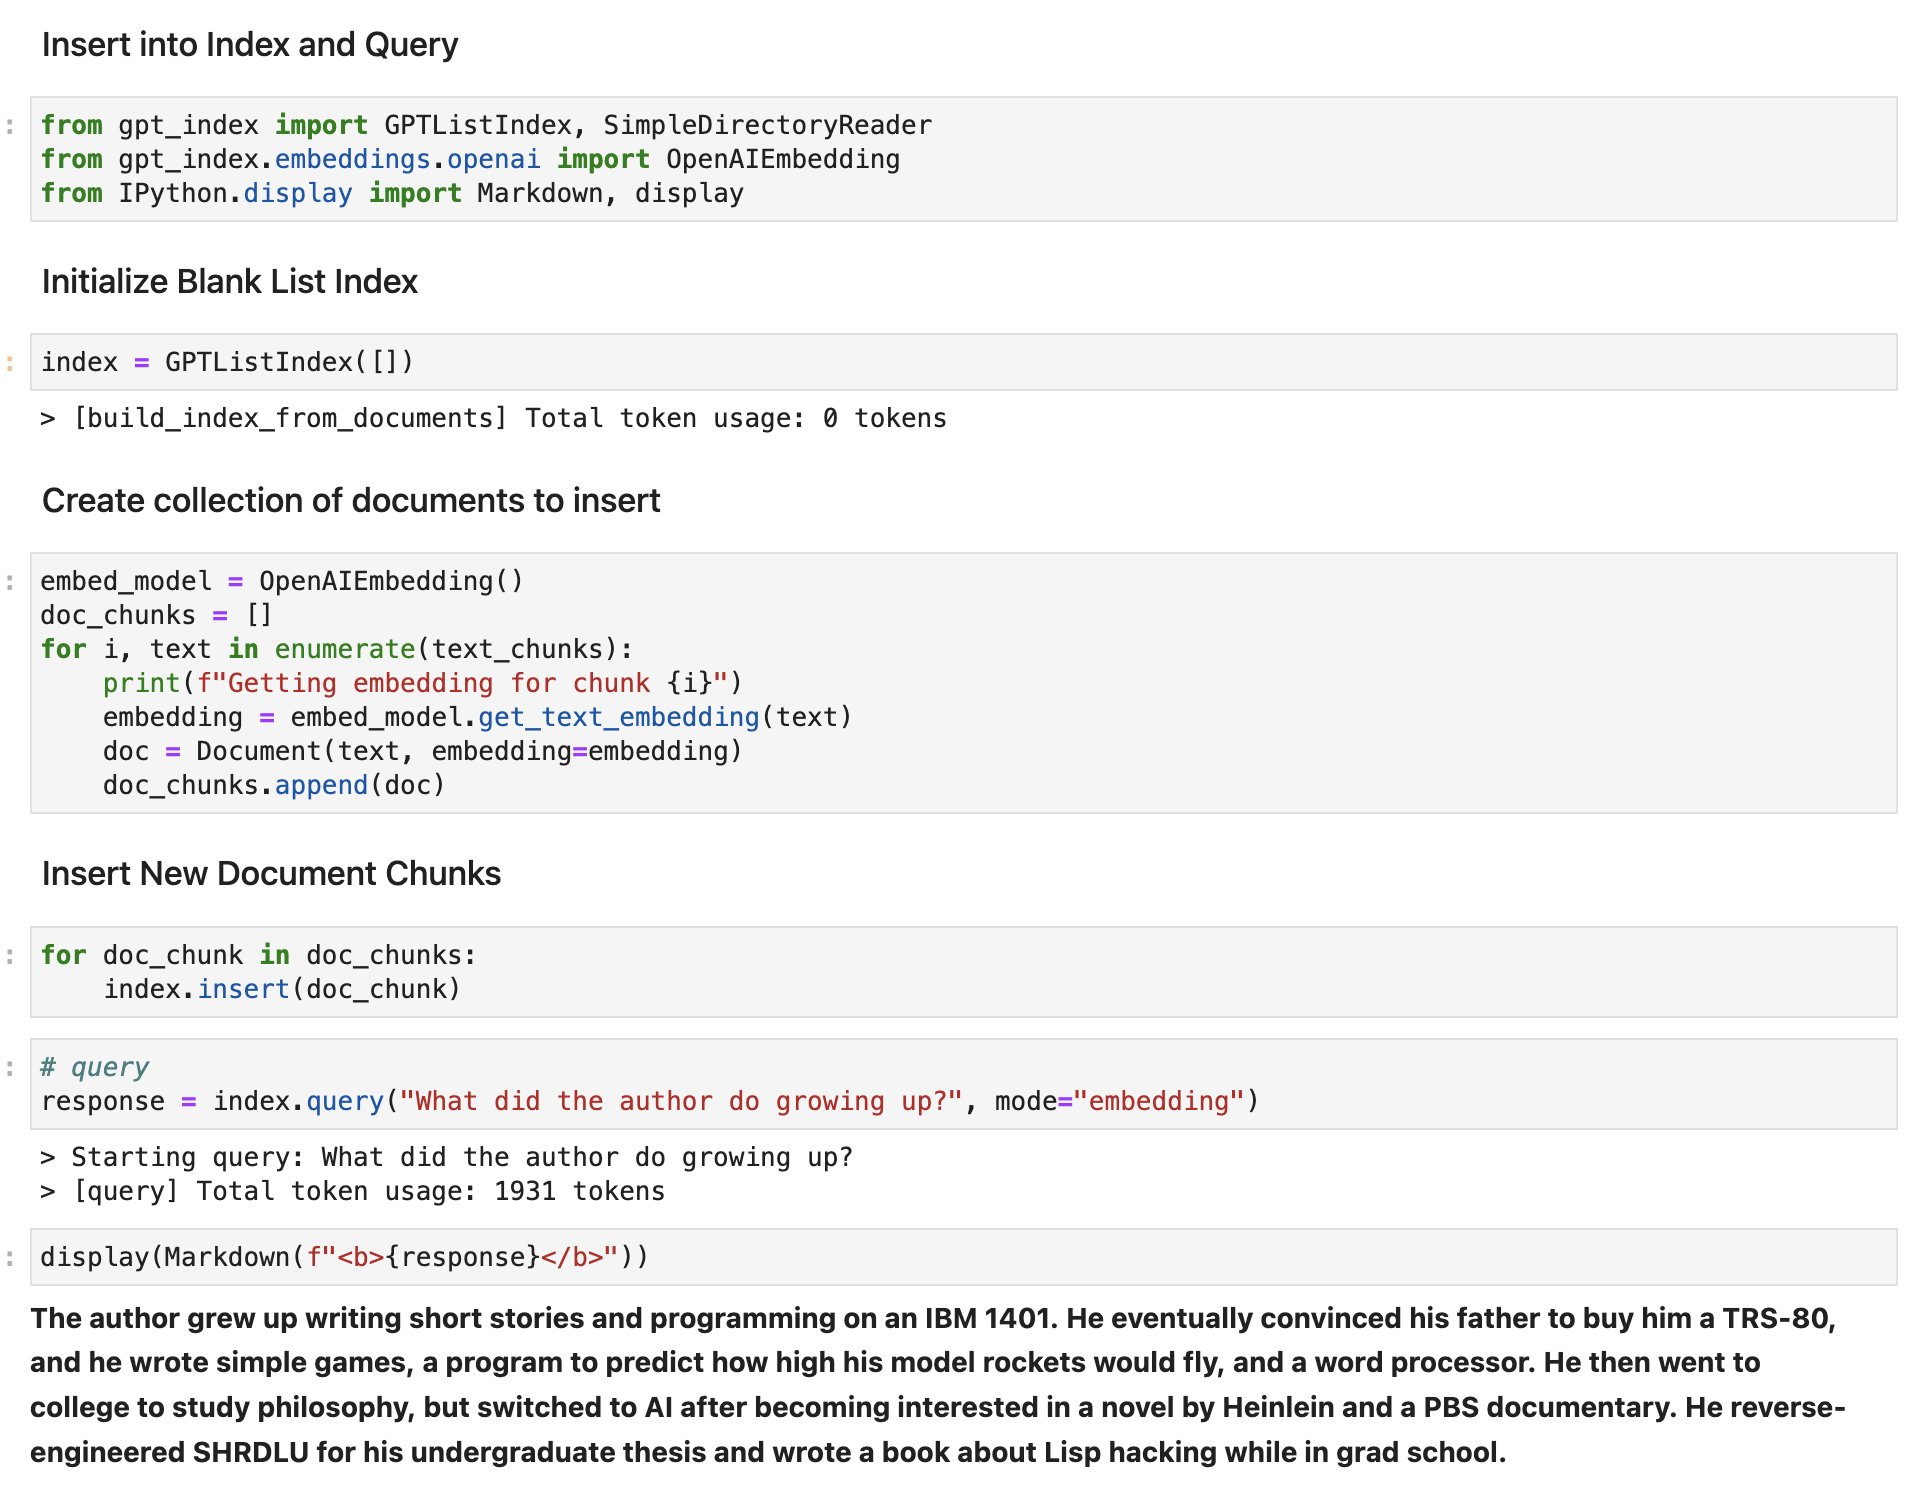 Insert into Index and Query
: from gpt_index import GPTListIndex, SimpleDirectoryReader
from gpt_index.embeddings.openai import OpenAIEmbedding
from IPython.display import Markdown, display
Initialize Blank List Index
: index = GPTListIndex([])
> [build_index_from_documents] Total token usage: 0 tokens
Create collection of documents to insert
: embed_model = OpenAIEmbedding()
doc_chunks = []
for i, text in enumerate(text_chunks):
    print(f"Getting embedding for chunk {i}")
    embedding = embed_model.get_text_embedding(text)
    doc = Document(text, embedding=embedding)
    doc_chunks.append(doc)
Insert New Document Chunks
: for doc_chunk in doc_chunks:
    index.insert(doc_chunk)
: # query
response = index.query("What did the author do growing up?", mode="embedding")
> Starting query: What did the author do growing up?
> [query] Total token usage: 1931 tokens
: display(Markdown(f"<b>{response}</b>"))
The author grew up writing short stories and programming on an IBM 1401. He eventually convinced his father to buy him a TRS-80,
and he wrote simple games, a program to predict how high his model rockets would fly, and a word processor. He then went to
college to study philosophy, but switched to AI after becoming interested in a novel by Heinlein and a PBS documentary. He reverse-
engineered SHRDLU for his undergraduate thesis and wrote a book about Lisp hacking while in grad school.